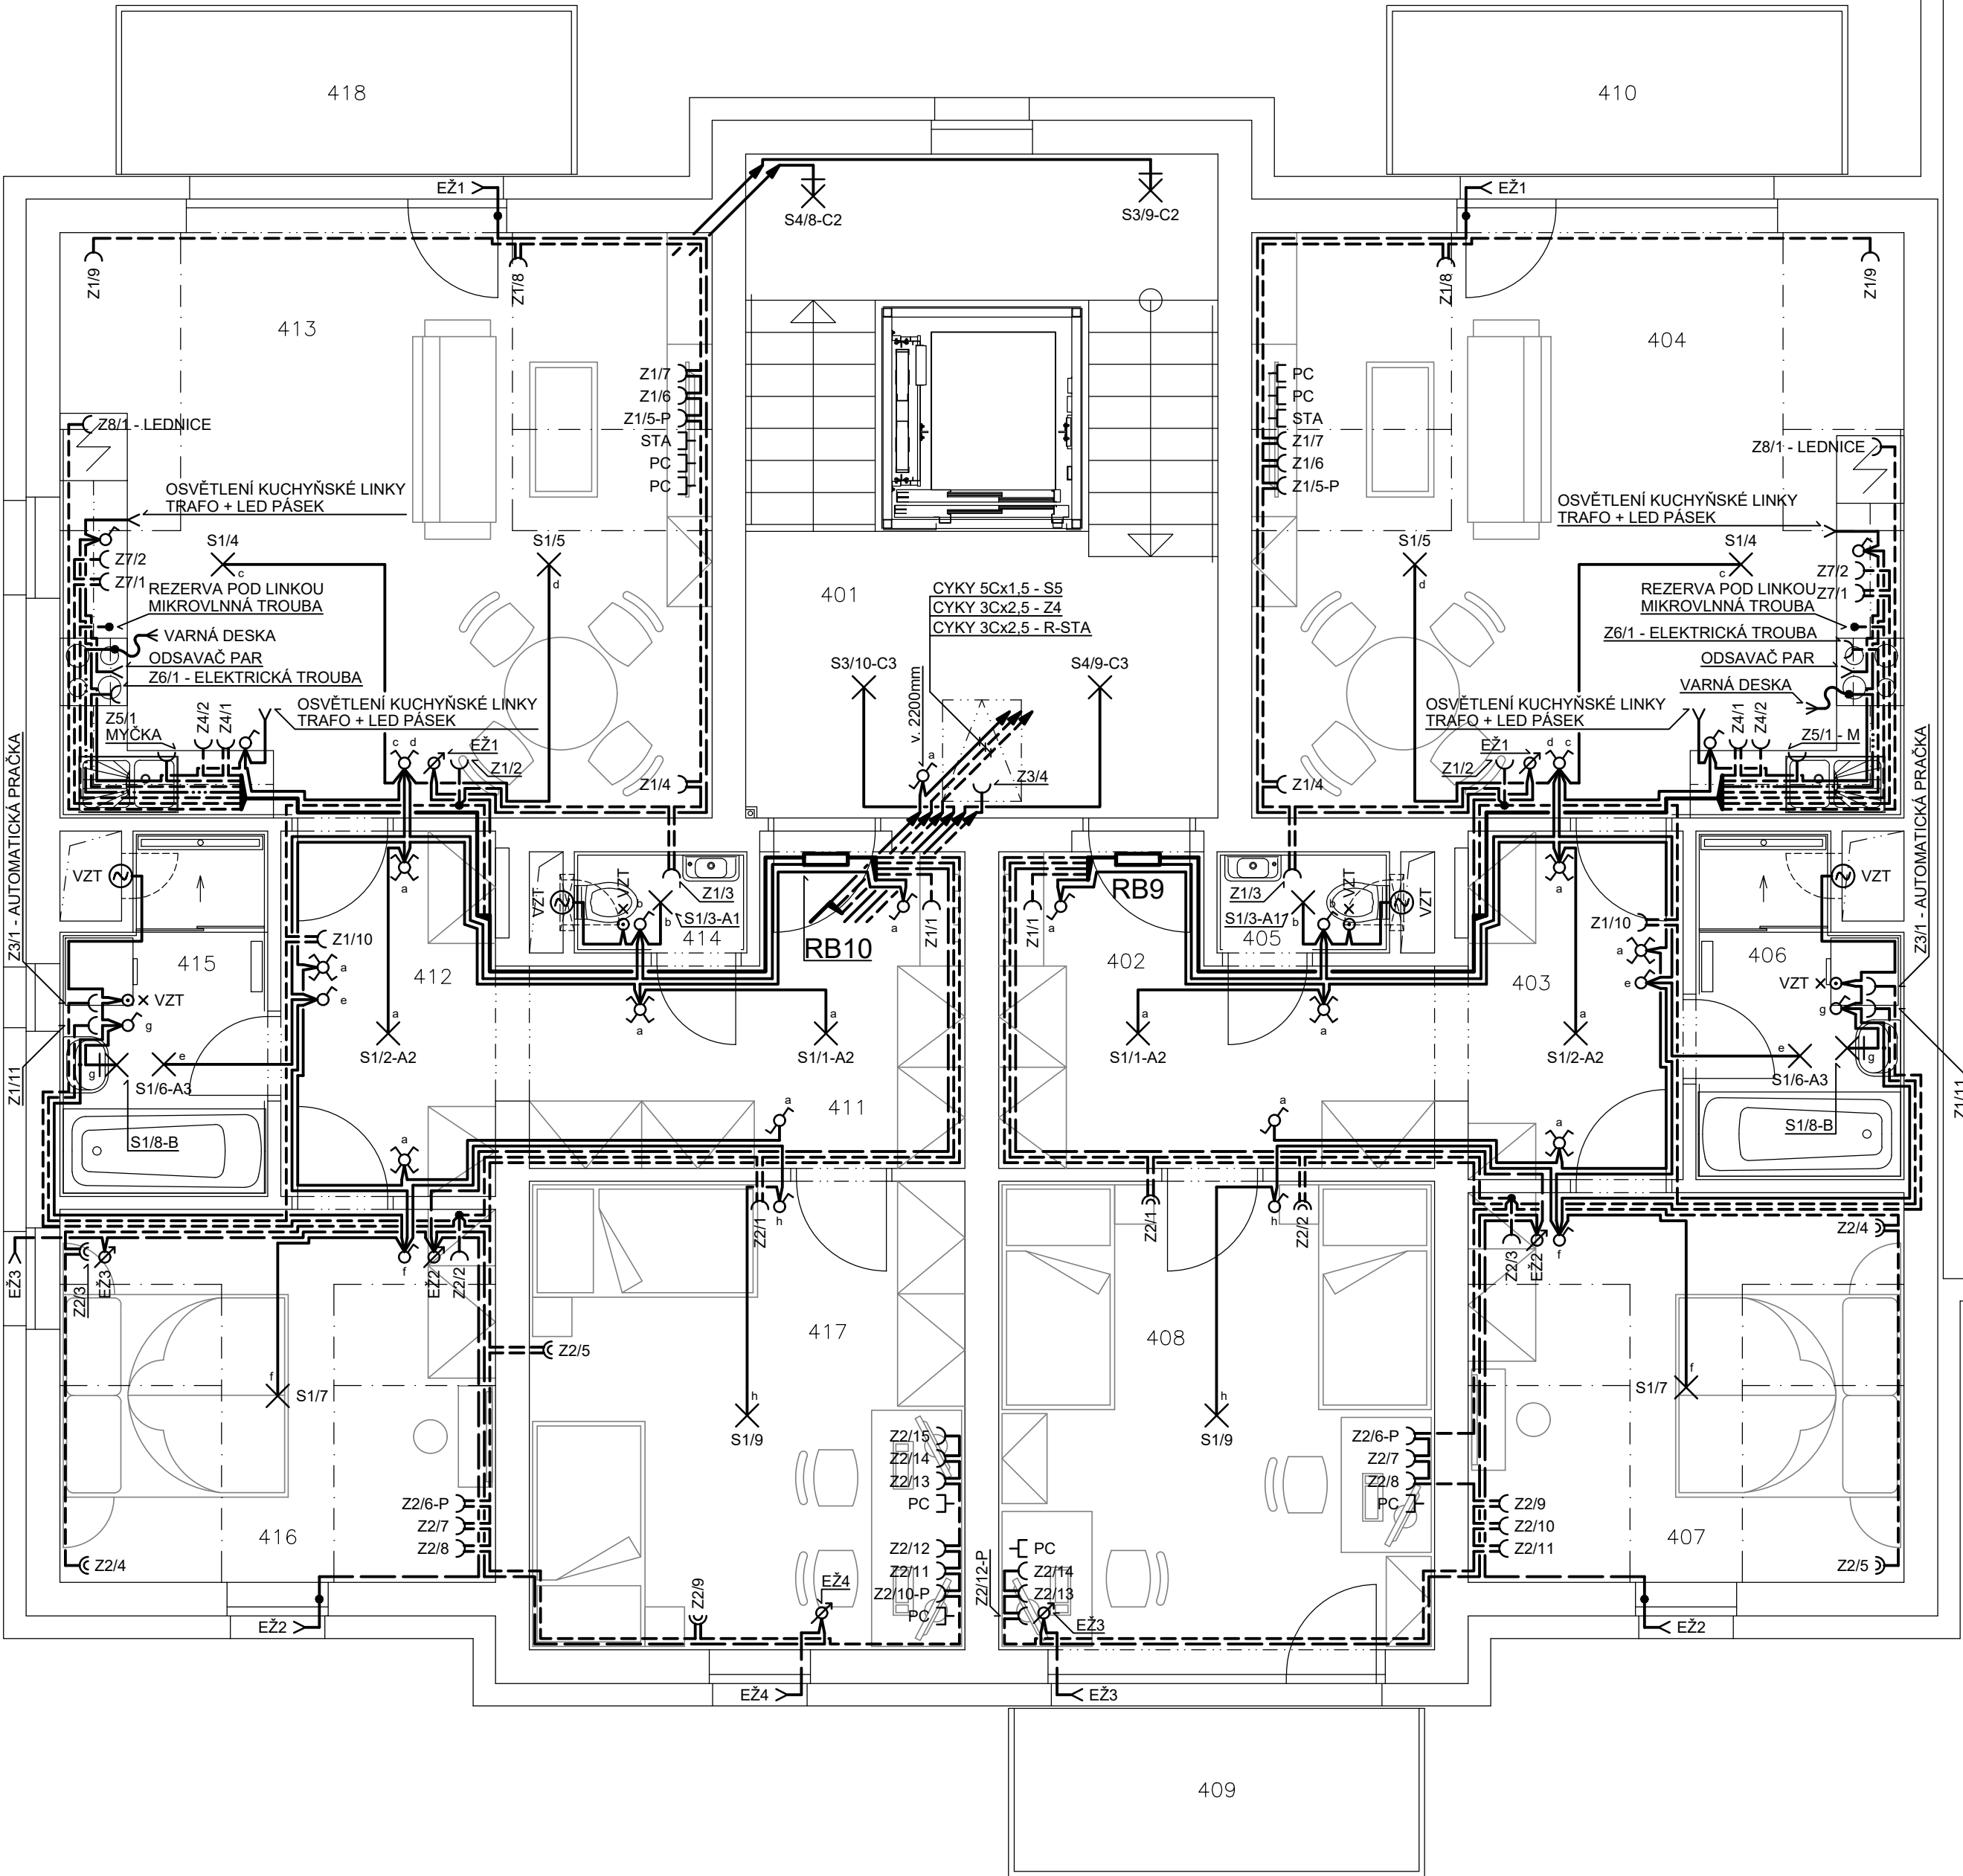 418
410
EŽ1
EŽ1
S4/8-C2
S3/9-C2
Z1/9
Z1/8
Z1/8
Z1/9
413
404
Z1/7
Z1/6
Z1/5-P
STA
PC
PC
PC
PC
STA
Z1/7
Z1/6
Z1/5-P
Z8/1 - LEDNICE
Z8/1 - LEDNICE
OSVĚTLENÍ KUCHYŇSKÉ LINKY
TRAFO + LED PÁSEK
OSVĚTLENÍ KUCHYŇSKÉ LINKY
TRAFO + LED PÁSEK
S1/4
c
S1/5
d
S1/5
d
S1/4
c
Z7/2
Z7/1
Z7/2
Z7/1
REZERVA POD LINKOU
MIKROVLNNÁ TROUBA
REZERVA POD LINKOU
MIKROVLNNÁ TROUBA
401
CYKY 5Cx1,5 - S5
CYKY 3Cx2,5 - Z4
CYKY 3Cx2,5 - R-STA
VARNÁ DESKA
ODSAVAČ PAR
Z6/1 - ELEKTRICKÁ TROUBA
Z6/1 - ELEKTRICKÁ TROUBA
ODSAVAČ PAR
VARNÁ DESKA
S3/10-C3
S4/9-C3
v. 2200mm
a
Z3/4
OSVĚTLENÍ KUCHYŇSKÉ LINKY
TRAFO + LED PÁSEK
OSVĚTLENÍ KUCHYŇSKÉ LINKY
TRAFO + LED PÁSEK
Z5/1
MYČKA
Z4/2
Z4/1
c
d
EŽ1
Z1/2
Z1/4
Z1/4
EŽ1
Z1/2
d
c
Z4/1
Z4/2
Z5/1 - M
Z3/1 - AUTOMATICKÁ PRAČKA
Z3/1 - AUTOMATICKÁ PRAČKA
VZT
a
VZT
VZT
b
Z1/3
S1/3-A1
b
414
RB10
a
Z1/1
Z1/1
a
RB9
Z1/3
S1/3-A1
b
405
b
VZT
VZT
a
VZT
415
Z1/10
a
e
412
402
403
Z1/10
a
e
406
VZT
g
VZT
g
a
S1/2-A2
a
a
S1/1-A2
a
S1/1-A2
a
a
S1/2-A2
e
S1/6-A3
g
S1/8-B
e
S1/6-A3
g
S1/8-B
Z1/11
Z1/11
a
a
411
a
a
EŽ3
Z2/3
EŽ3
f
EŽ2
Z2/2
Z2/1
h
Z2/1
h
Z2/2
Z2/3
EŽ2
f
Z2/4
417
408
Z2/5
f
S1/7
h
S1/9
h
S1/9
f
S1/7
Z2/15
Z2/14
Z2/13
PC
Z2/12
Z2/11
Z2/10-P
PC
Z2/6-P
Z2/7
Z2/8
PC
Z2/6-P
Z2/7
Z2/8
Z2/9
Z2/10
Z2/11
416
407
Z2/4
Z2/5
Z2/9
EŽ4
Z2/12-P
PC
Z2/14
Z2/13
EŽ3
EŽ2
EŽ2
EŽ4
EŽ3
409